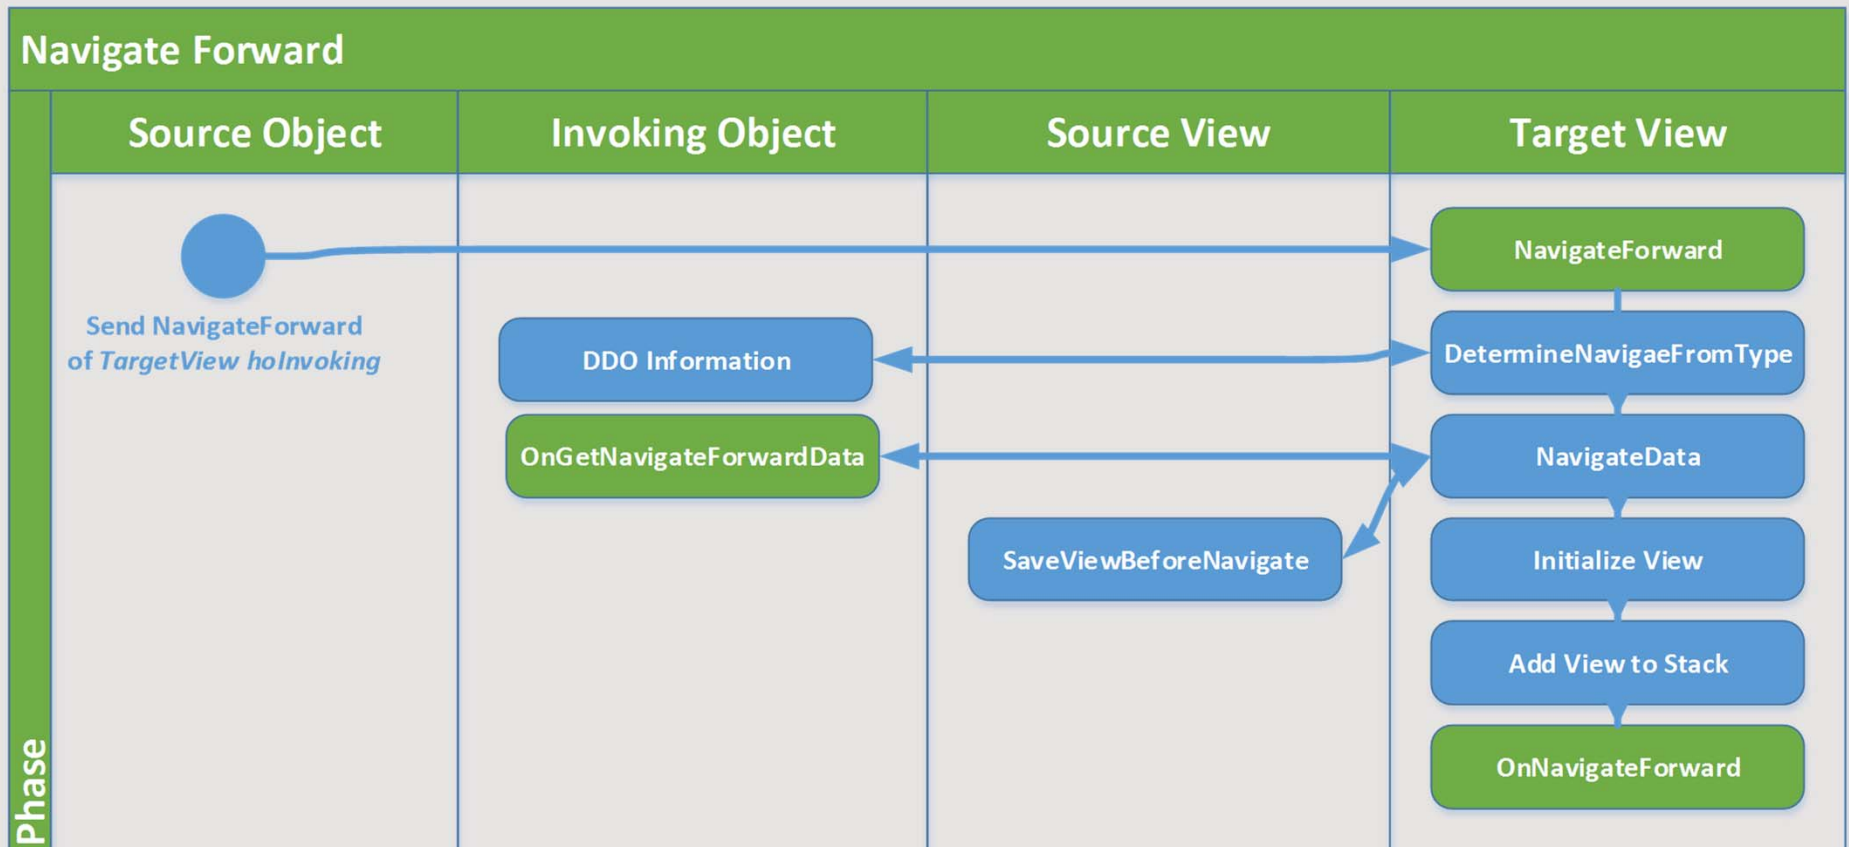 Navigate Forward
Source Object
Invoking Object
Source View
Target View
NavigateForward
Send NavigateForward
of TargetView hoInvoking
DDO Information
DetermineNavigaeFromType
OnGetNavigateForwardData
NavigateData
SaveViewBeforeNavigate
Initialize View
Add View to Stack
OnNavigateForward
Phase